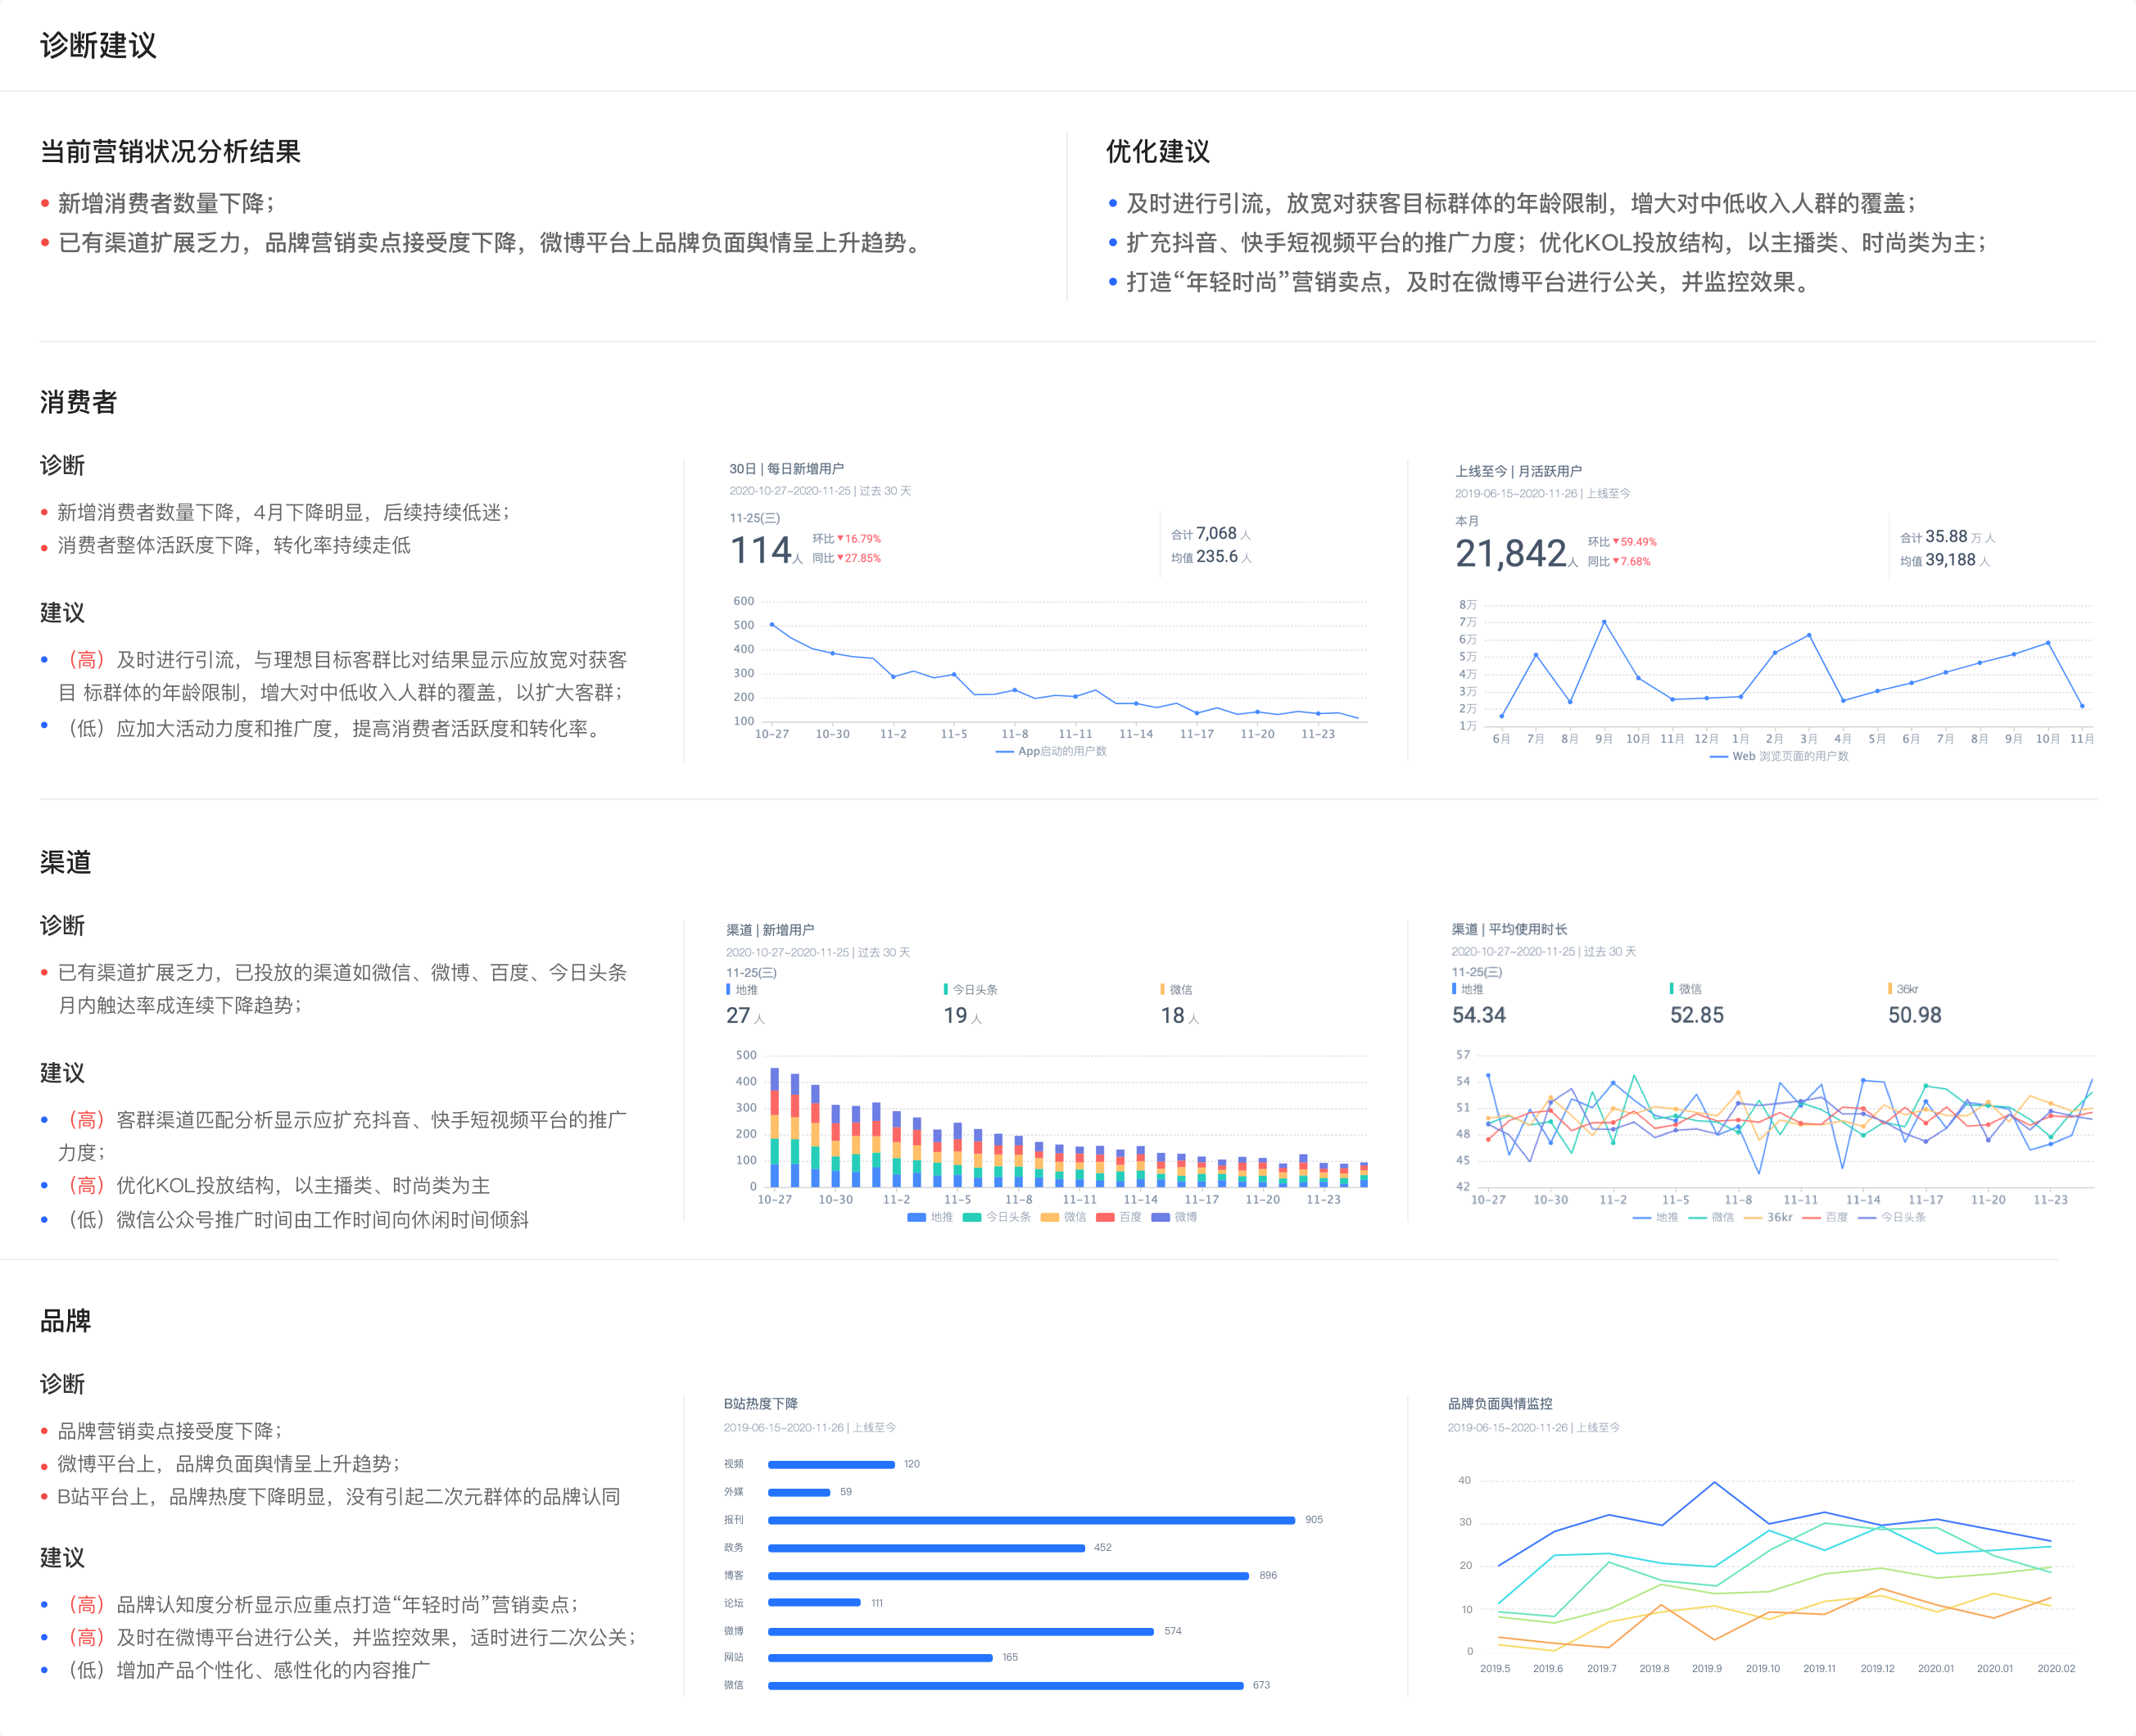 诊断建议
当前营销状况分析结果
新增消费者数量下降；
已有渠道扩展乏力，品牌营销卖点接受度下降，微博平台上品牌负面舆情呈上升趋势。
优化建议
及时进行引流，放宽对获客目标群体的年龄限制，增大对中低收入人群的覆盖；
扩充抖音、快手短视频平台的推广力度；优化KOL投放结构，以主播类、时尚类为主；
打造“年轻时尚”营销卖点，及时在微博平台进行公关，并监控效果。
消费者
诊断
新增消费者数量下降，4月下降明显，后续持续低迷；
消费者整体活跃度下降，转化率持续走低
建议
（高）及时进行引流，与理想目标客群比对结果显示应放宽对获客
目 标群体的年龄限制，增大对中低收入人群的覆盖，以扩大客群；
（低）应加大活动力度和推广度，提高消费者活跃度和转化率。
30日 | 每日新增用户
2020-10-27~2020-11-25 | 过去 30 天
11-25(三)
114人 环比▼16.79%
同比▼27.85%
合计 7,068 人
均值 235.6 人
600
500
400
300
200
100
10-27 10-30 11-2 11-5 11-8 11-11 11-14 11-17 11-20 11-23
App启动的用户数
上线至今 | 月活跃用户
2019-06-15~2020-11-26 | 上线至今
本月
21,842人 环比▼59.49%
同比▼7.68%
合计 35.88 万 人
均值 39,188 人
8万
7万
6万
5万
4万
3万
2万
1万
6月 7月 8月 9月 10月 11月 12月 1月 2月 3月 4月 5月 6月 7月 8月 9月 10月 11月
Web 浏览页面的用户数
渠道
诊断
已有渠道扩展乏力，已投放的渠道如微信、微博、百度、今日头条
月内触达率成连续下降趋势；
建议
（高）客群渠道匹配分析显示应扩充抖音、快手短视频平台的推广
力度；
（高）优化KOL投放结构，以主播类、时尚类为主
（低）微信公众号推广时间由工作时间向休闲时间倾斜
渠道 | 新增用户
2020-10-27~2020-11-25 | 过去 30 天
11-25(三)
地推 今日头条 微信
27 人 19 人 18 人
500
400
300
200
100
0
10-27 10-30 11-2 11-5 11-8 11-11 11-14 11-17 11-20 11-23
地推 今日头条 微信 百度 微博
渠道 | 平均使用时长
2020-10-27~2020-11-25 | 过去 30 天
11-25(三)
地推 微信 36kr
54.34 52.85 50.98
57
54
51
48
45
42
10-27 10-30 11-2 11-5 11-8 11-11 11-14 11-17 11-20 11-23
地推 微信 36kr 百度 今日头条
品牌
诊断
品牌营销卖点接受度下降；
微博平台上，品牌负面舆情呈上升趋势；
B站平台上，品牌热度下降明显，没有引起二次元群体的品牌认同
建议
（高）品牌认知度分析显示应重点打造“年轻时尚”营销卖点；
（高）及时在微博平台进行公关，并监控效果，适时进行二次公关；
（低）增加产品个性化、感性化的内容推广
B站热度下降
2019-06-15~2020-11-26 | 上线至今
视频 120
外媒 59
报刊 905
政务 452
博客 896
论坛 111
微博 574
网站 165
微信 673
品牌负面舆情监控
2019-06-15~2020-11-26 | 上线至今
40
30
20
10
0
2019.5 2019.6 2019.7 2019.8 2019.9 2019.10 2019.11 2019.12 2020.01 2020.01 2020.02